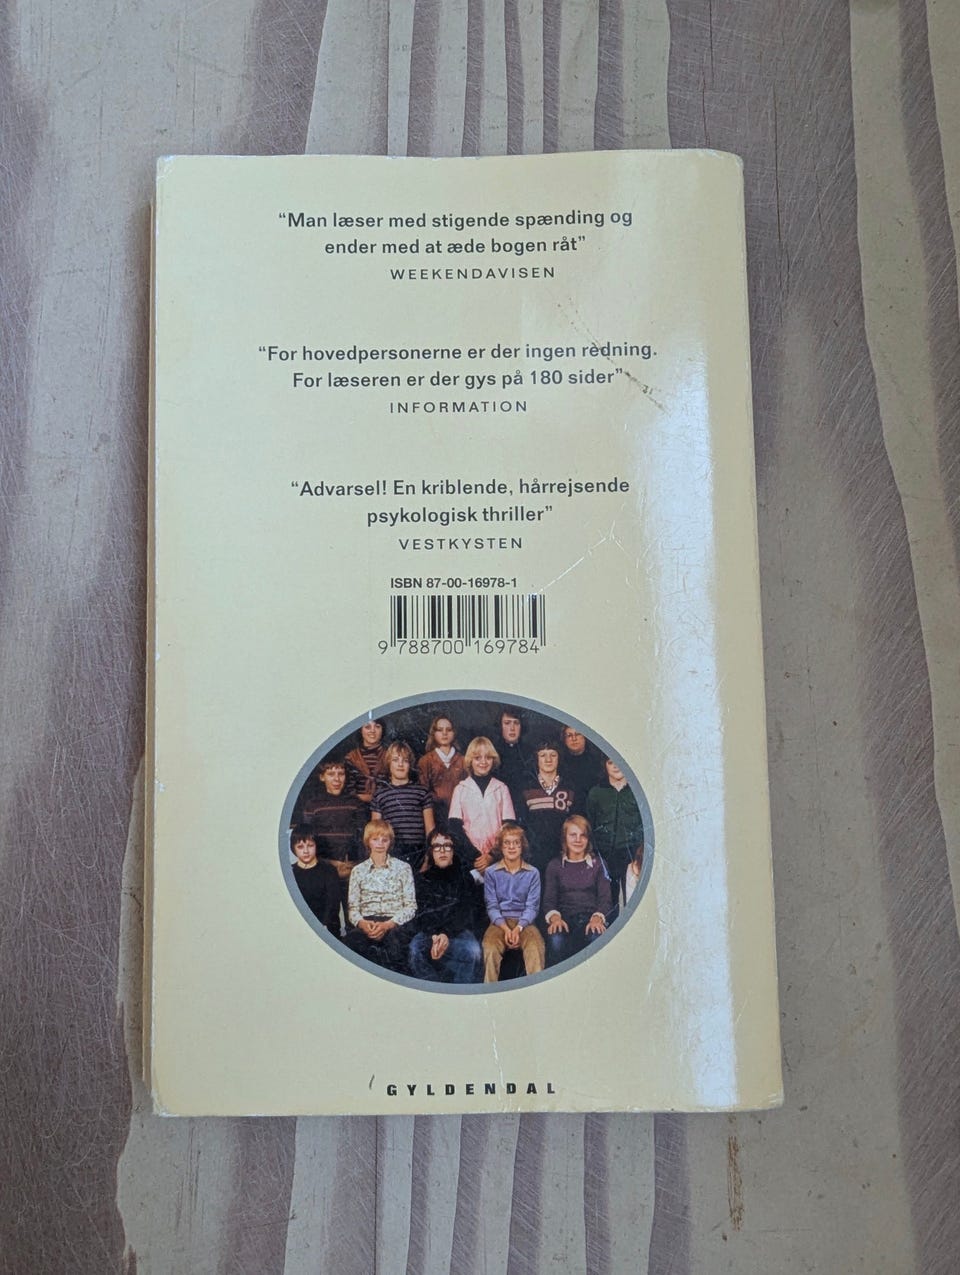 “Man læser med stigende spænding og
ender med at æde bogen råt”
WEEKENDAVISEN
“For hovedpersonerne er der ingen redning.
For læseren er der gys på 180 sider”
INFORMATION
“Advarsel! En kriblende, hårrejsende
psykologisk thriller”
VESTKYSTEN
ISBN 87-00-16978-1
9 788700 169784
8
GYLDENDAL